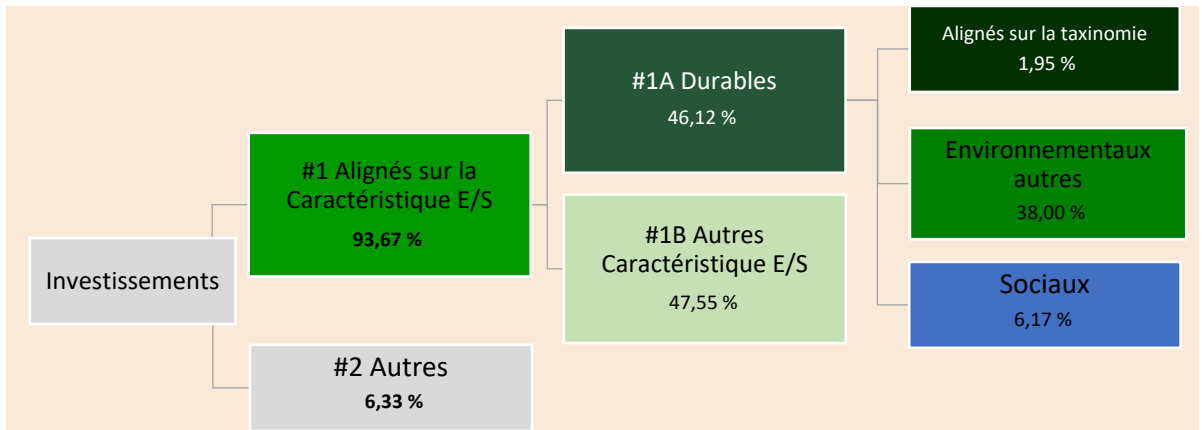 Investissements
#1 Alignés sur la
Caractéristique E/S
93,67 %
#2 Autres
6,33 %
#1A Durables
46,12 %
#1B Autres
Caractéristique E/S
47,55 %
Alignés sur la taxinomie
1,95 %
Environnementaux
autres
38,00 %
Sociaux
6,17 %